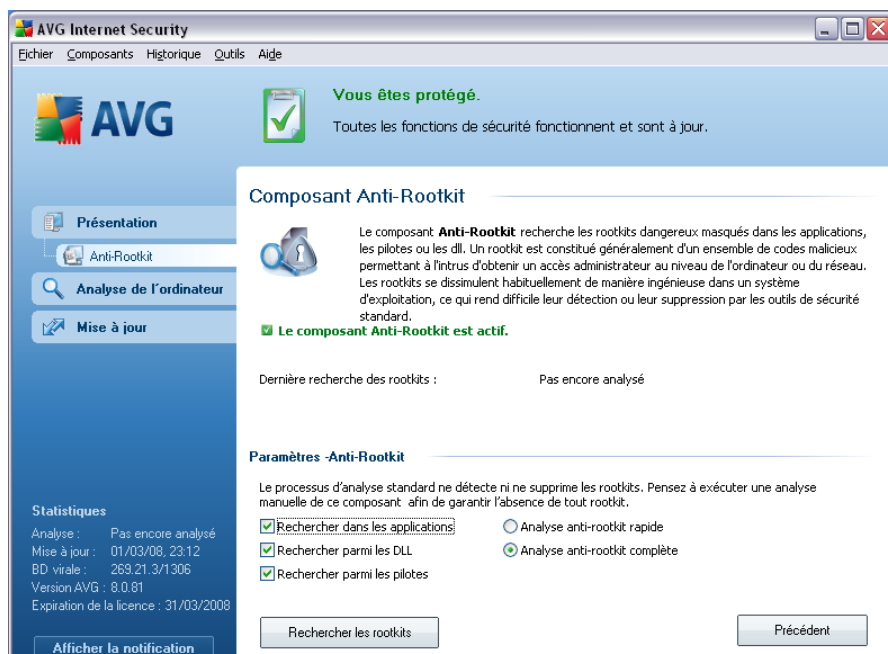 AVG Internet Security
Fichier Composants Historique Outils Aide
AVG
Vous êtes protégé.
Toutes les fonctions de sécurité fonctionnent et sont à jour.
Présentation
Anti-Rootkit
Analyse de l'ordinateur
Mise à jour
Composant Anti-Rootkit
Le composant Anti-Rootkit recherche les rootkits dangereux masqués dans les applications,
les pilotes ou les dll. Un rootkit est constitué généralement d'un ensemble de codes malicieux
permettant à l'intrus d'obtenir un accès administrateur au niveau de l'ordinateur ou du réseau.
Les rootkits se dissimulent habituellement de manière ingénieuse dans un système
d'exploitation, ce qui rend difficile leur détection ou leur suppression par les outils de sécurité
standard.
Le composant Anti-Rootkit est actif.
Dernière recherche des rootkits : Pas encore analysé
Paramètres -Anti-Rootkit
Le processus d'analyse standard ne détecte ni ne supprime les rootkits. Pensez à exécuter une analyse
manuelle de ce composant afin de garantir l'absence de tout rootkit.
Rechercher dans les applications Analyse anti-rootkit rapide
Rechercher parmi les DLL Analyse anti-rootkit complète
Rechercher parmi les pilotes
Rechercher les rootkits Précédent
Statistiques
Analyse : Pas encore analysé
Mise à jour : 01/03/08, 23:12
BD virale : 269.21.3/1306
Version AVG : 8.0.81
Expiration de la licence : 31/03/2008
Afficher la notification